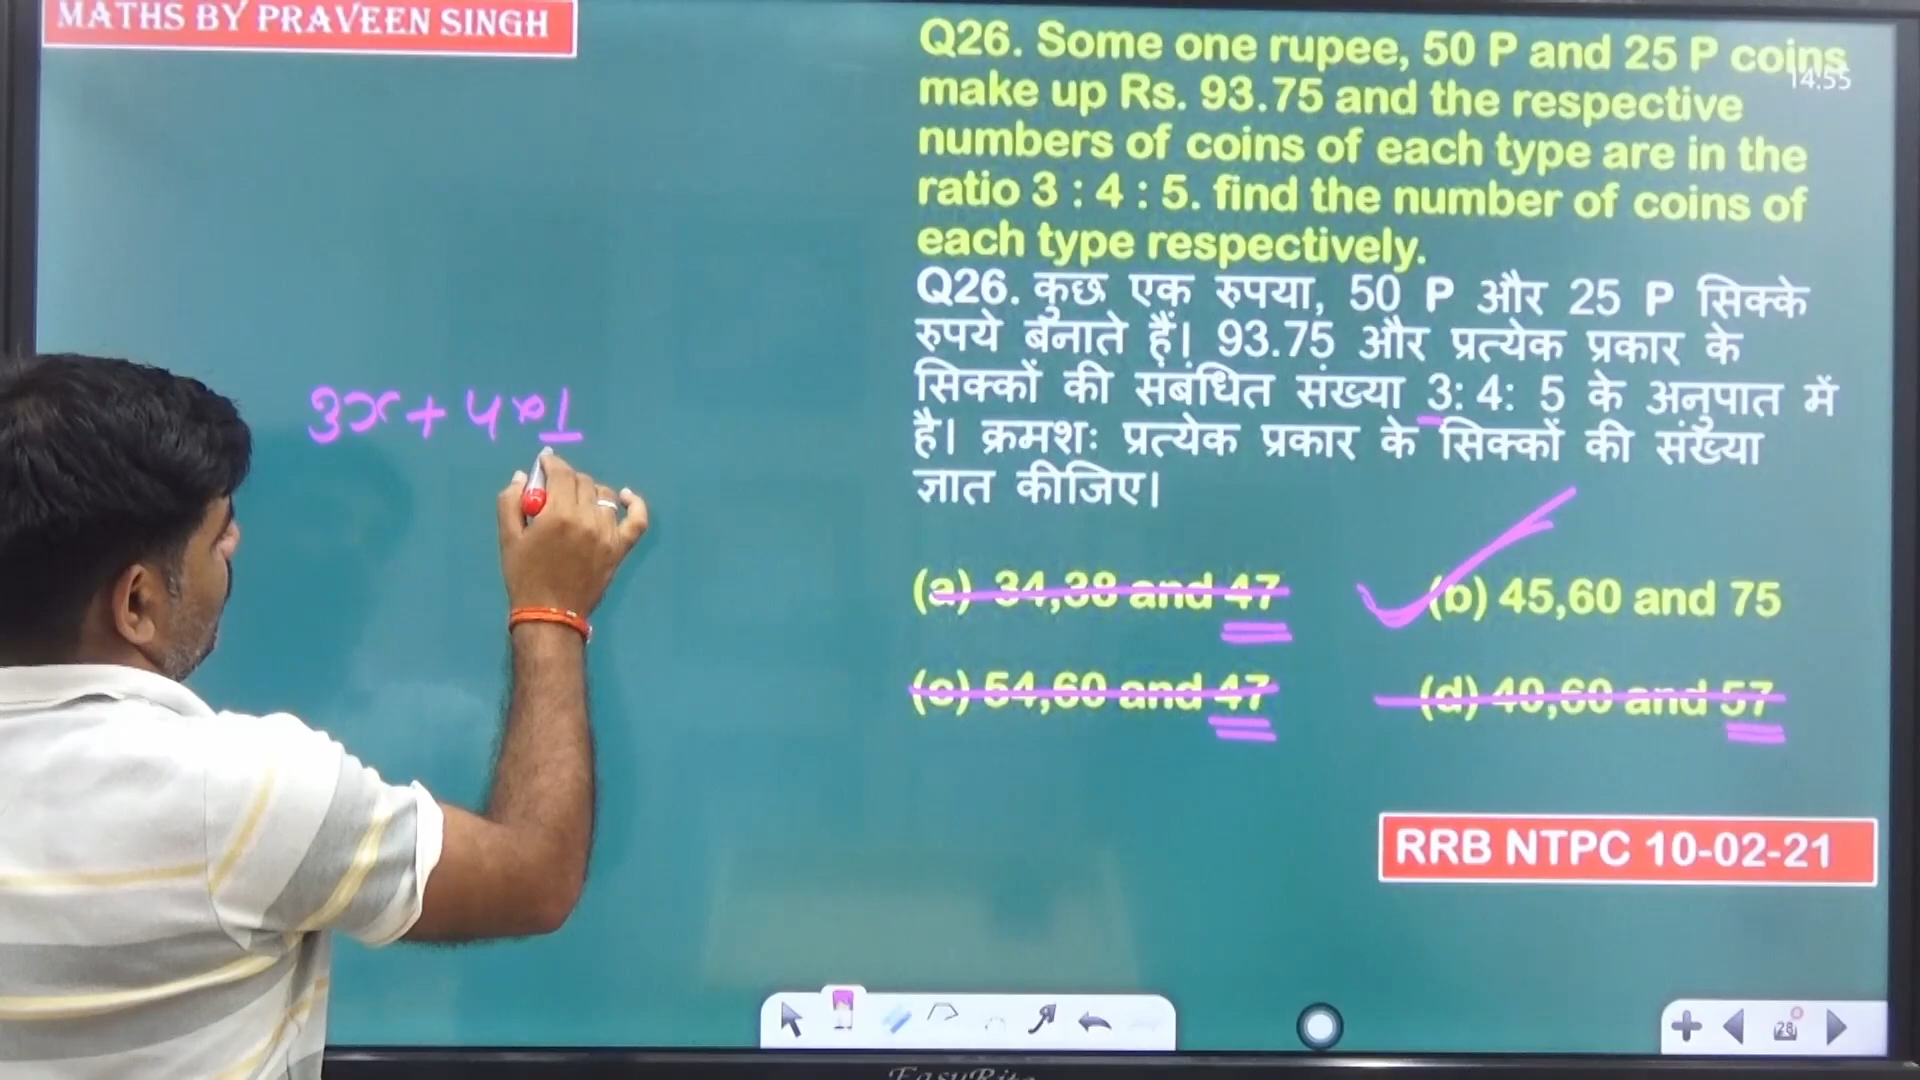 MATHS BY PRAVEEN SINGH
Q26. Some one rupee, 50 P and 25 P coins
14:55
make up Rs. 93.75 and the respective
numbers of coins of each type are in the
ratio 3 : 4 : 5. find the number of coins of
each type respectively.
Q26. कुछ एक रुपया, 50 P और 25 P सिक्के
रुपये बनाते हैं। 93.75 और प्रत्येक प्रकार के
सिक्कों की संबंधित संख्या 3: 4: 5 के अनुपात में
है। क्रमशः प्रत्येक प्रकार के सिक्कों की संख्या
ज्ञात कीजिए।
3x + 4x 1
(a) 34,38 and 47
(b) 45,60 and 75
(c) 54,60 and 47
(d) 40,60 and 57
RRB NTPC 10-02-21
28
EasyRite